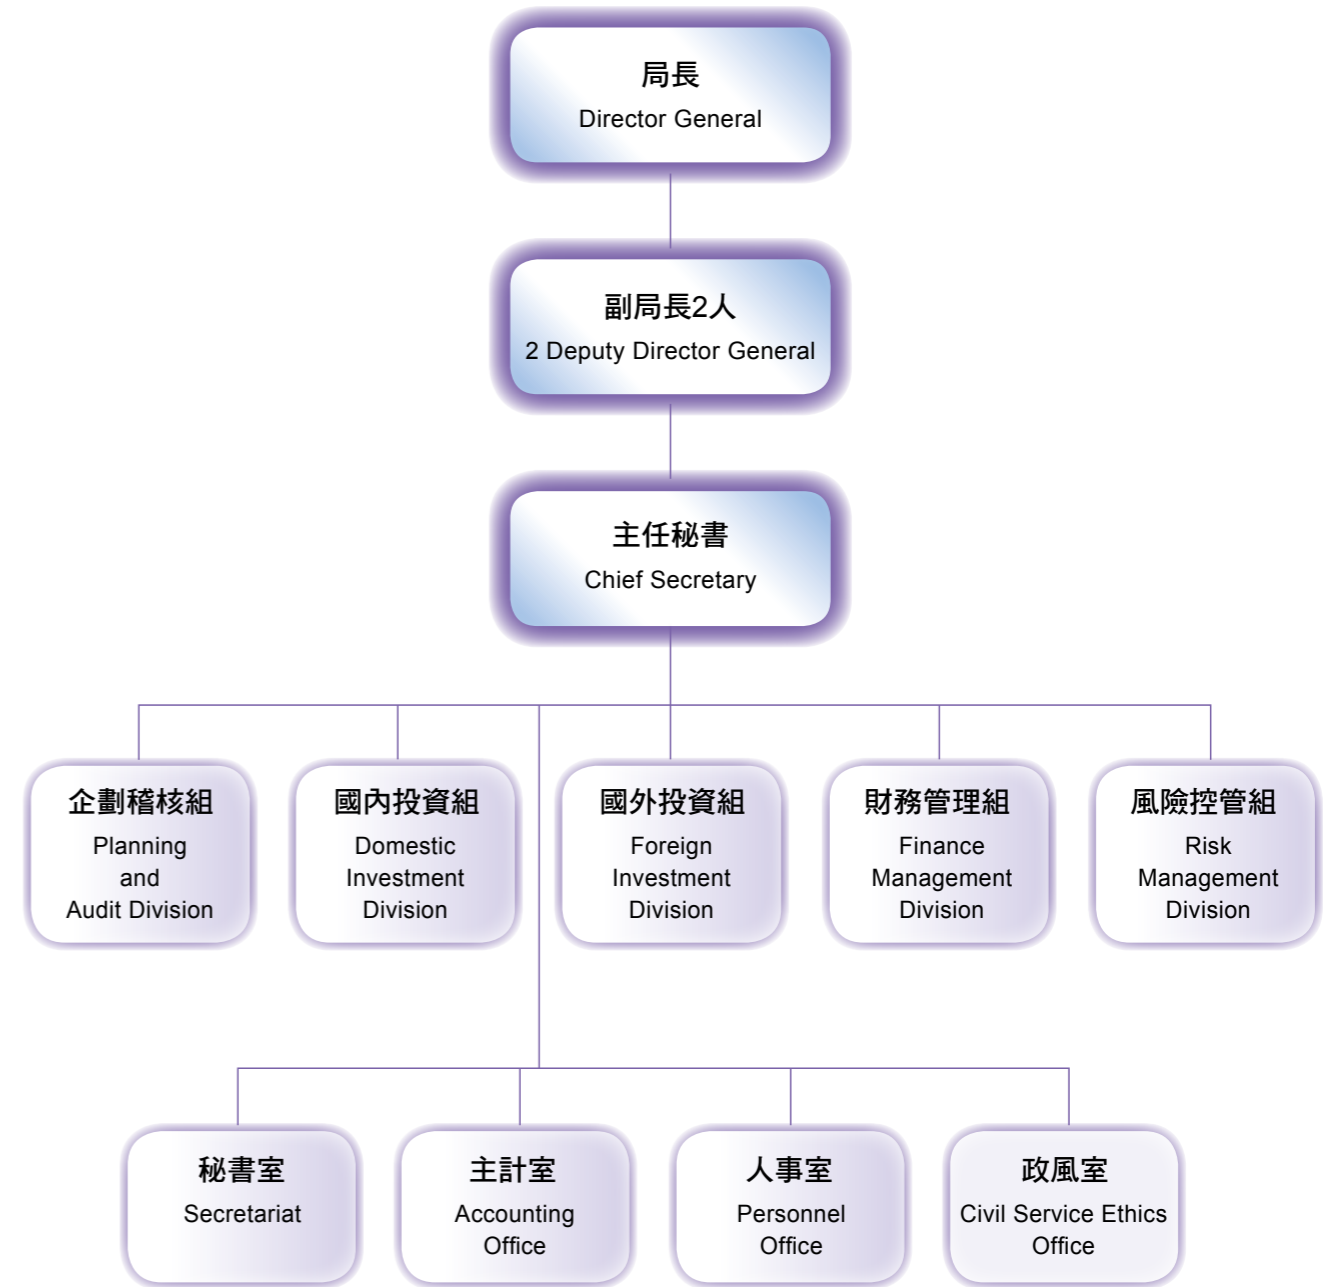 局長
Director General
副局長2人
2 Deputy Director General
主任秘書
Chief Secretary
企劃稽核組
Planning
and
Audit Division
國內投資組
Domestic
Investment
Division
國外投資組
Foreign
Investment
Division
財務管理組
Finance
Management
Division
風險控管組
Risk
Management
Division
秘書室
Secretariat
主計室
Accounting
Office
人事室
Personnel
Office
政風室
Civil Service Ethics
Office